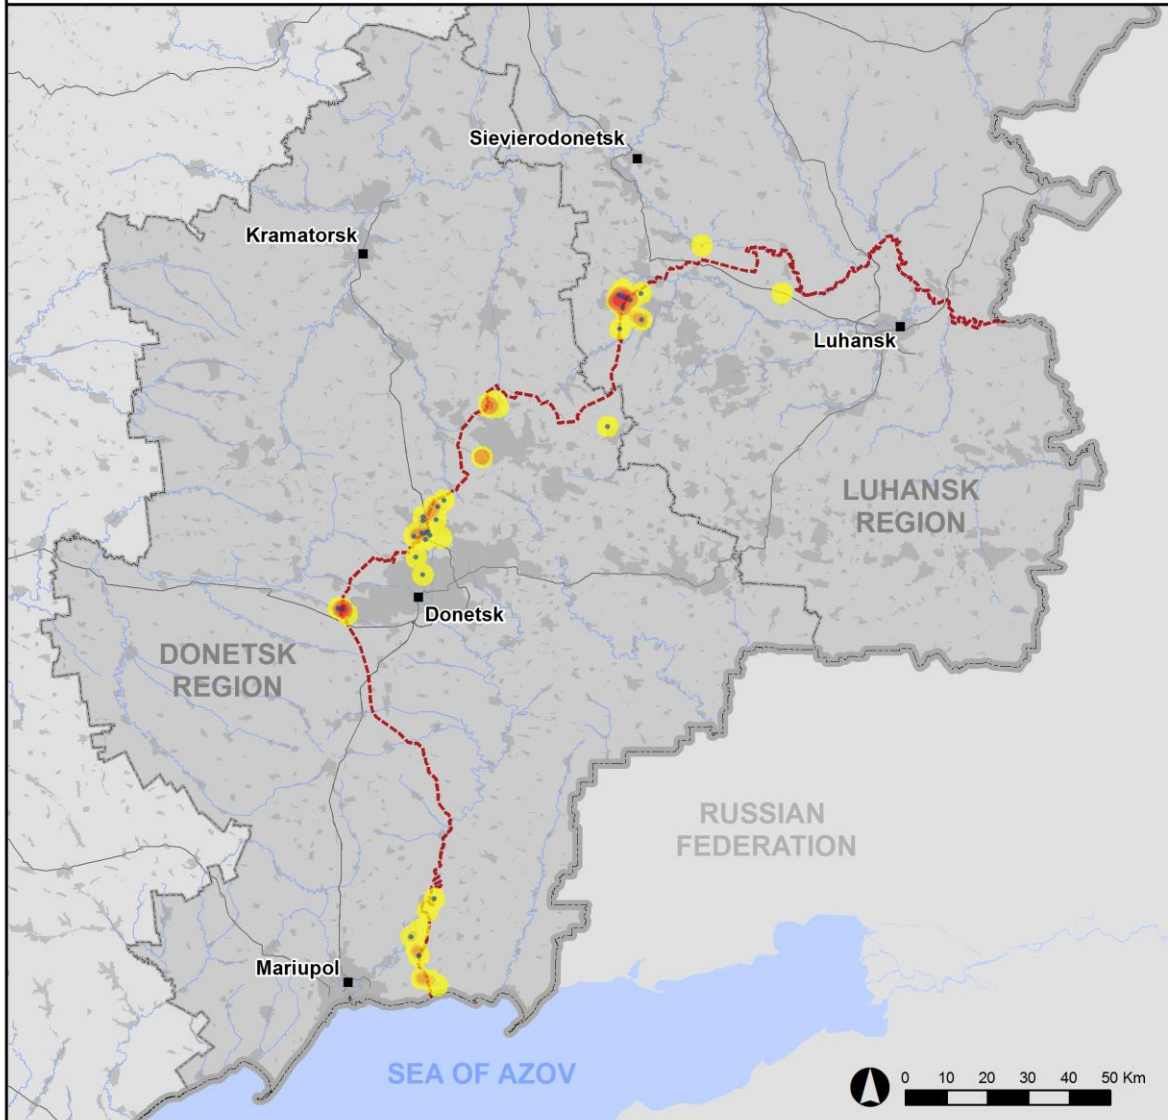 Sievierodonetsk
Kramatorsk
Luhansk
LUHANSK
REGION
Donetsk
DONETSK
REGION
RUSSIAN
FEDERATION
Mariupol
SEA OF AZOV
0 10 20 30 40 50 Km